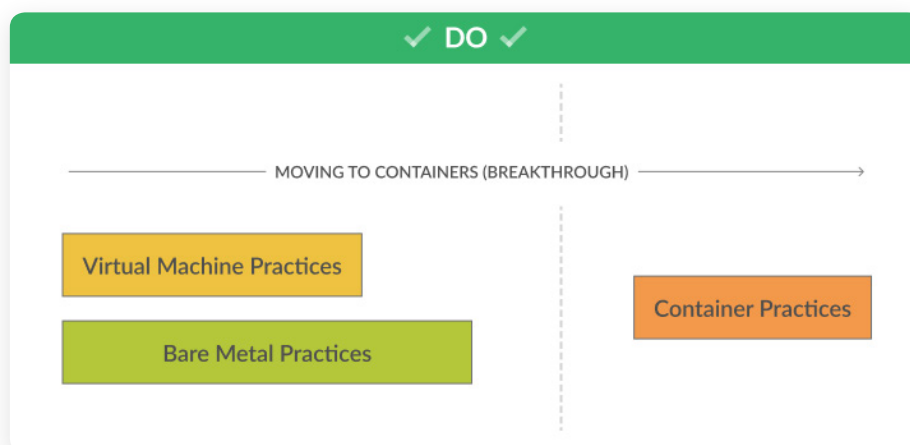 DO
MOVING TO CONTAINERS (BREAKTHROUGH)
Virtual Machine Practices
Container Practices
Bare Metal Practices